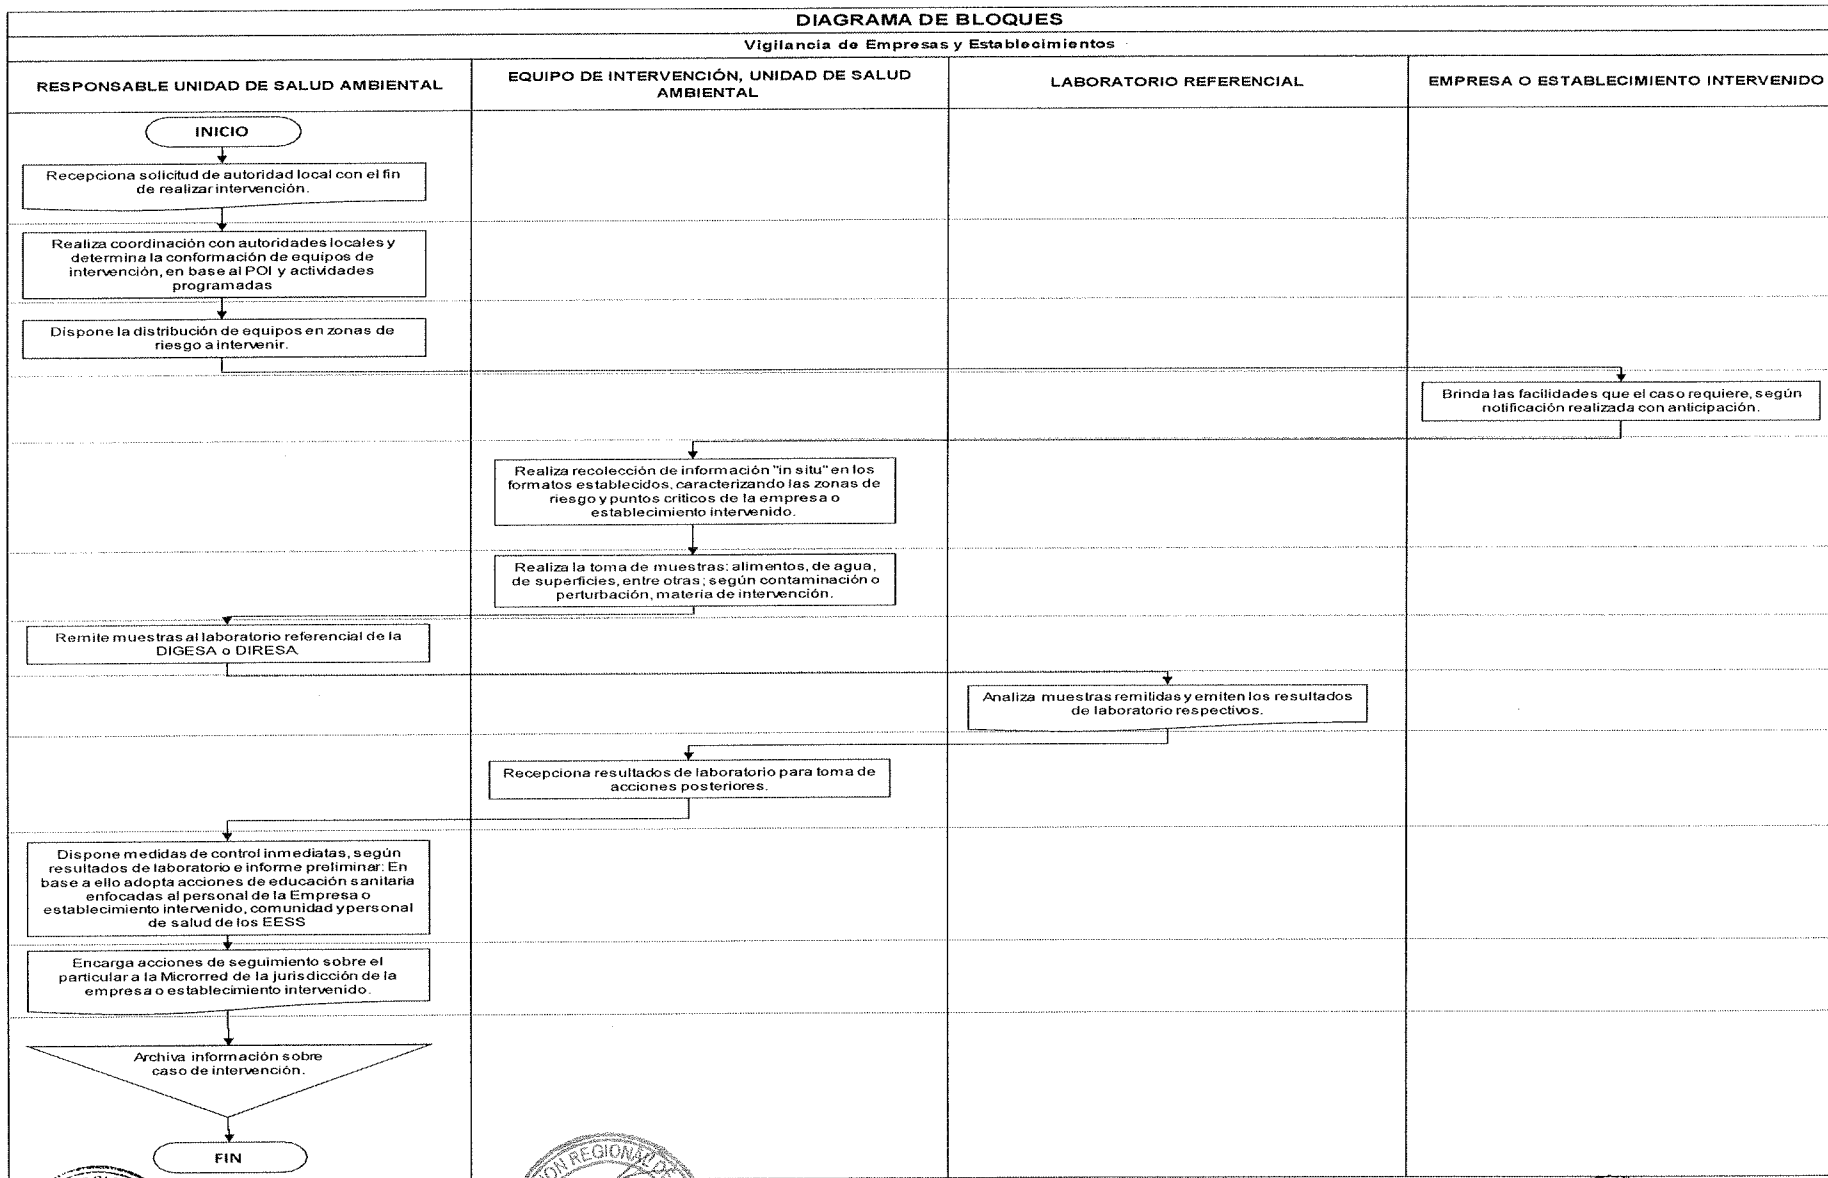 DIAGRAMA DE BLOQUES
Vigilancia de Empresas y Establecimientos
RESPONSABLE UNIDAD DE SALUD AMBIENTAL
EQUIPO DE INTERVENCIÓN, UNIDAD DE SALUD
AMBIENTAL
LABORATORIO REFERENCIAL
EMPRESA O ESTABLECIMIENTO INTERVENIDO
INICIO
Recepciona solicitud de autoridad local con el fin
de realizar intervención.
Realiza coordinación con autoridades locales y
determina la conformación de equipos de
intervención, en base al POI y actividades
programadas
Dispone la distribución de equipos en zonas de
riesgo a intervenir.
Brinda las facilidades que el caso requiere, según
notificación realizada con anticipación.
Realiza recolección de información "in situ" en los
formatos establecidos, caracterizando las zonas de
riesgo y puntos criticos de la empresa o
establecimiento intervenido.
Realiza la toma de muestras: alimentos, de agua,
de superficies, entre otras; según contaminación o
perturbación, materia de intervención.
Remite muestras al laboratorio referencial de la
DIGESA o DIRESA
Analiza muestras remitidas y emiten los resultados
de laboratorio respectivos.
Recepciona resultados de laboratorio para toma de
acciones posteriores.
Dispone medidas de control inmediatas, según
resultados de laboratorio e informe preliminar: En
base a ello adopta acciones de educación sanitaria
enfocadas al personal de la Empresa o
establecimiento intervenido, comunidad y personal
de salud de los EESS
Encarga acciones de seguimiento sobre el
particular a la Microrred de la jurisdicción de la
empresa o establecimiento intervenido.
Archiva información sobre
caso de intervención.
FIN
REGIONAL DE